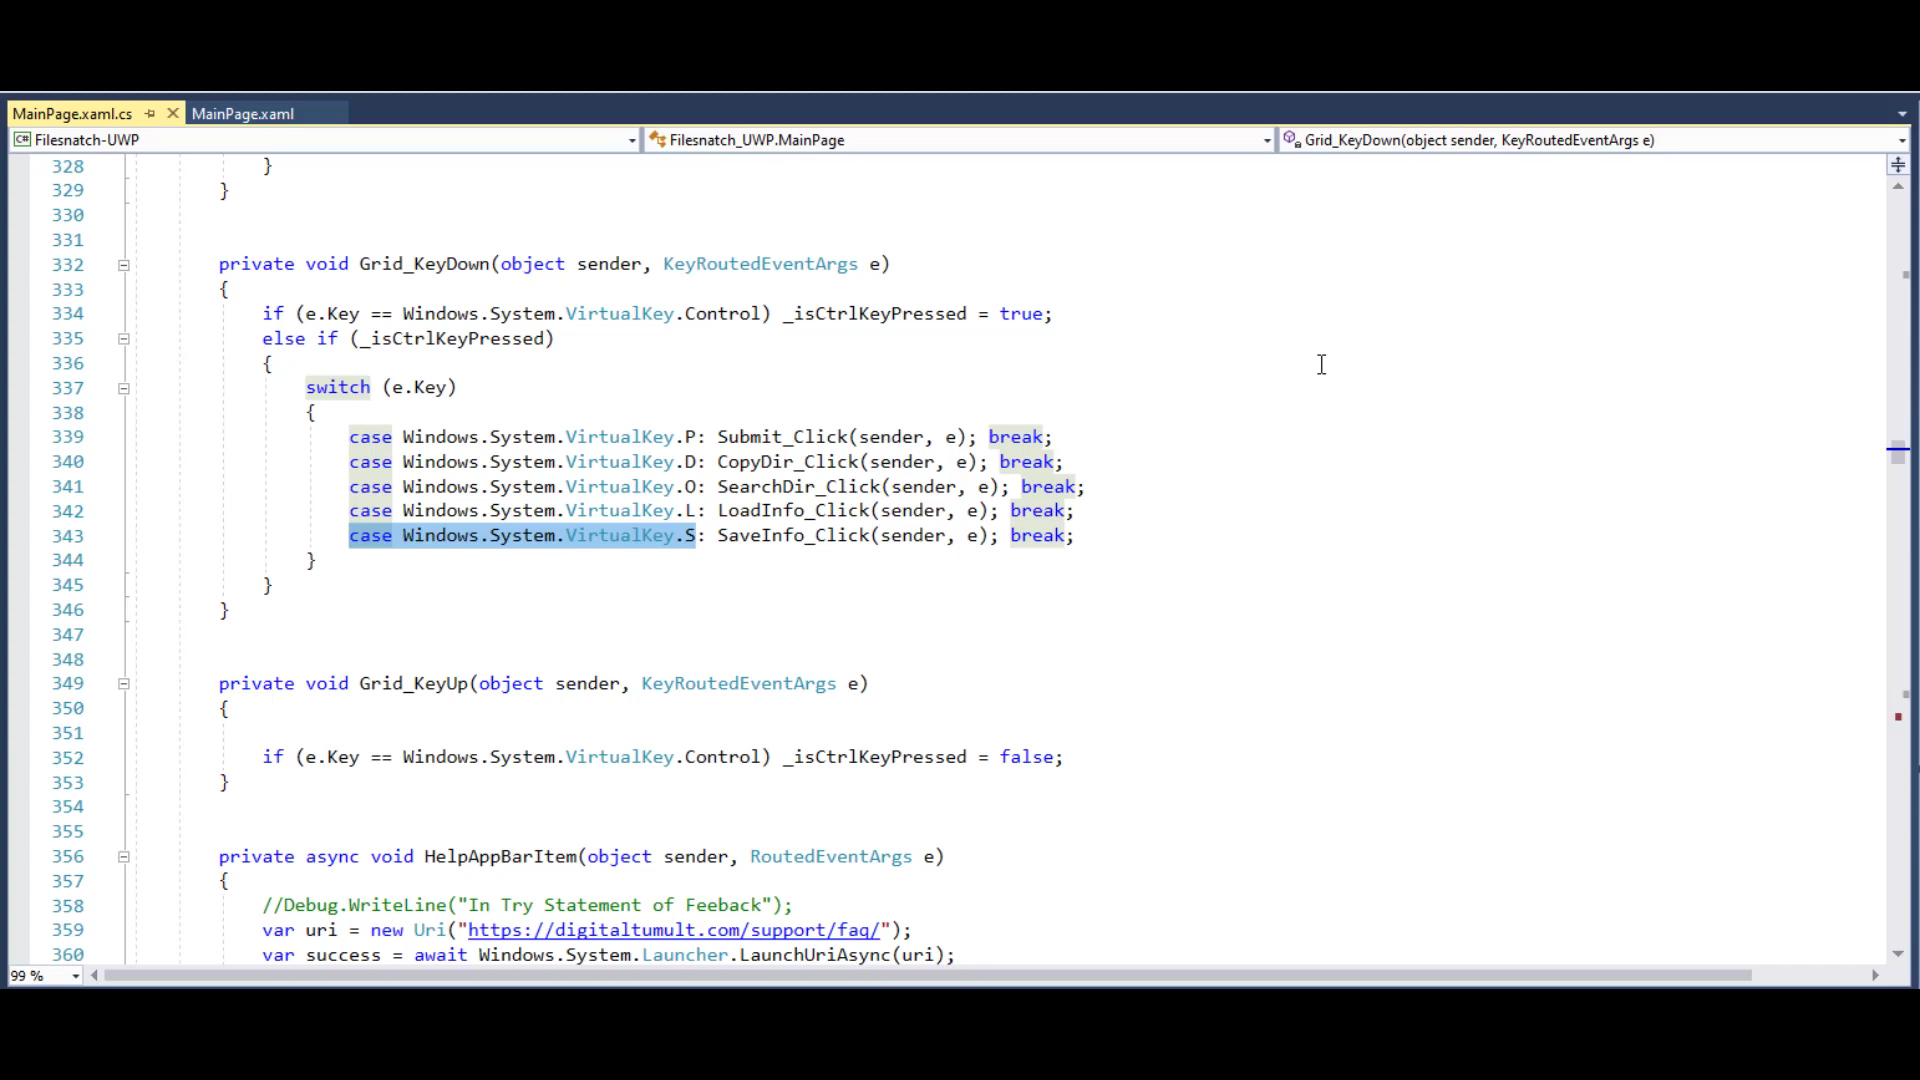 MainPage.xaml.cs MainPage.xaml
Filesnatch-UWP Filesnatch_UWP.MainPage Grid_KeyDown(object sender, KeyRoutedEventArgs e)
328 }
329 }
330
331
332 private void Grid_KeyDown(object sender, KeyRoutedEventArgs e)
333 {
334 if (e.Key == Windows.System.VirtualKey.Control) _isCtrlKeyPressed = true;
335 else if (_isCtrlKeyPressed)
336 {
337 switch (e.Key)
338 {
339 case Windows.System.VirtualKey.P: Submit_Click(sender, e); break;
340 case Windows.System.VirtualKey.D: CopyDir_Click(sender, e); break;
341 case Windows.System.VirtualKey.O: SearchDir_Click(sender, e); break;
342 case Windows.System.VirtualKey.L: LoadInfo_Click(sender, e); break;
343 case Windows.System.VirtualKey.S: SaveInfo_Click(sender, e); break;
344 }
345 }
346 }
347
348
349 private void Grid_KeyUp(object sender, KeyRoutedEventArgs e)
350 {
351
352 if (e.Key == Windows.System.VirtualKey.Control) _isCtrlKeyPressed = false;
353 }
354
355
356 private async void HelpAppBarItem(object sender, RoutedEventArgs e)
357 {
358 //Debug.WriteLine("In Try Statement of Feeback");
359 var uri = new Uri("https://digitaltumult.com/support/faq/");
360 var success = await Windows.System.Launcher.LaunchUriAsync(uri);
99 %